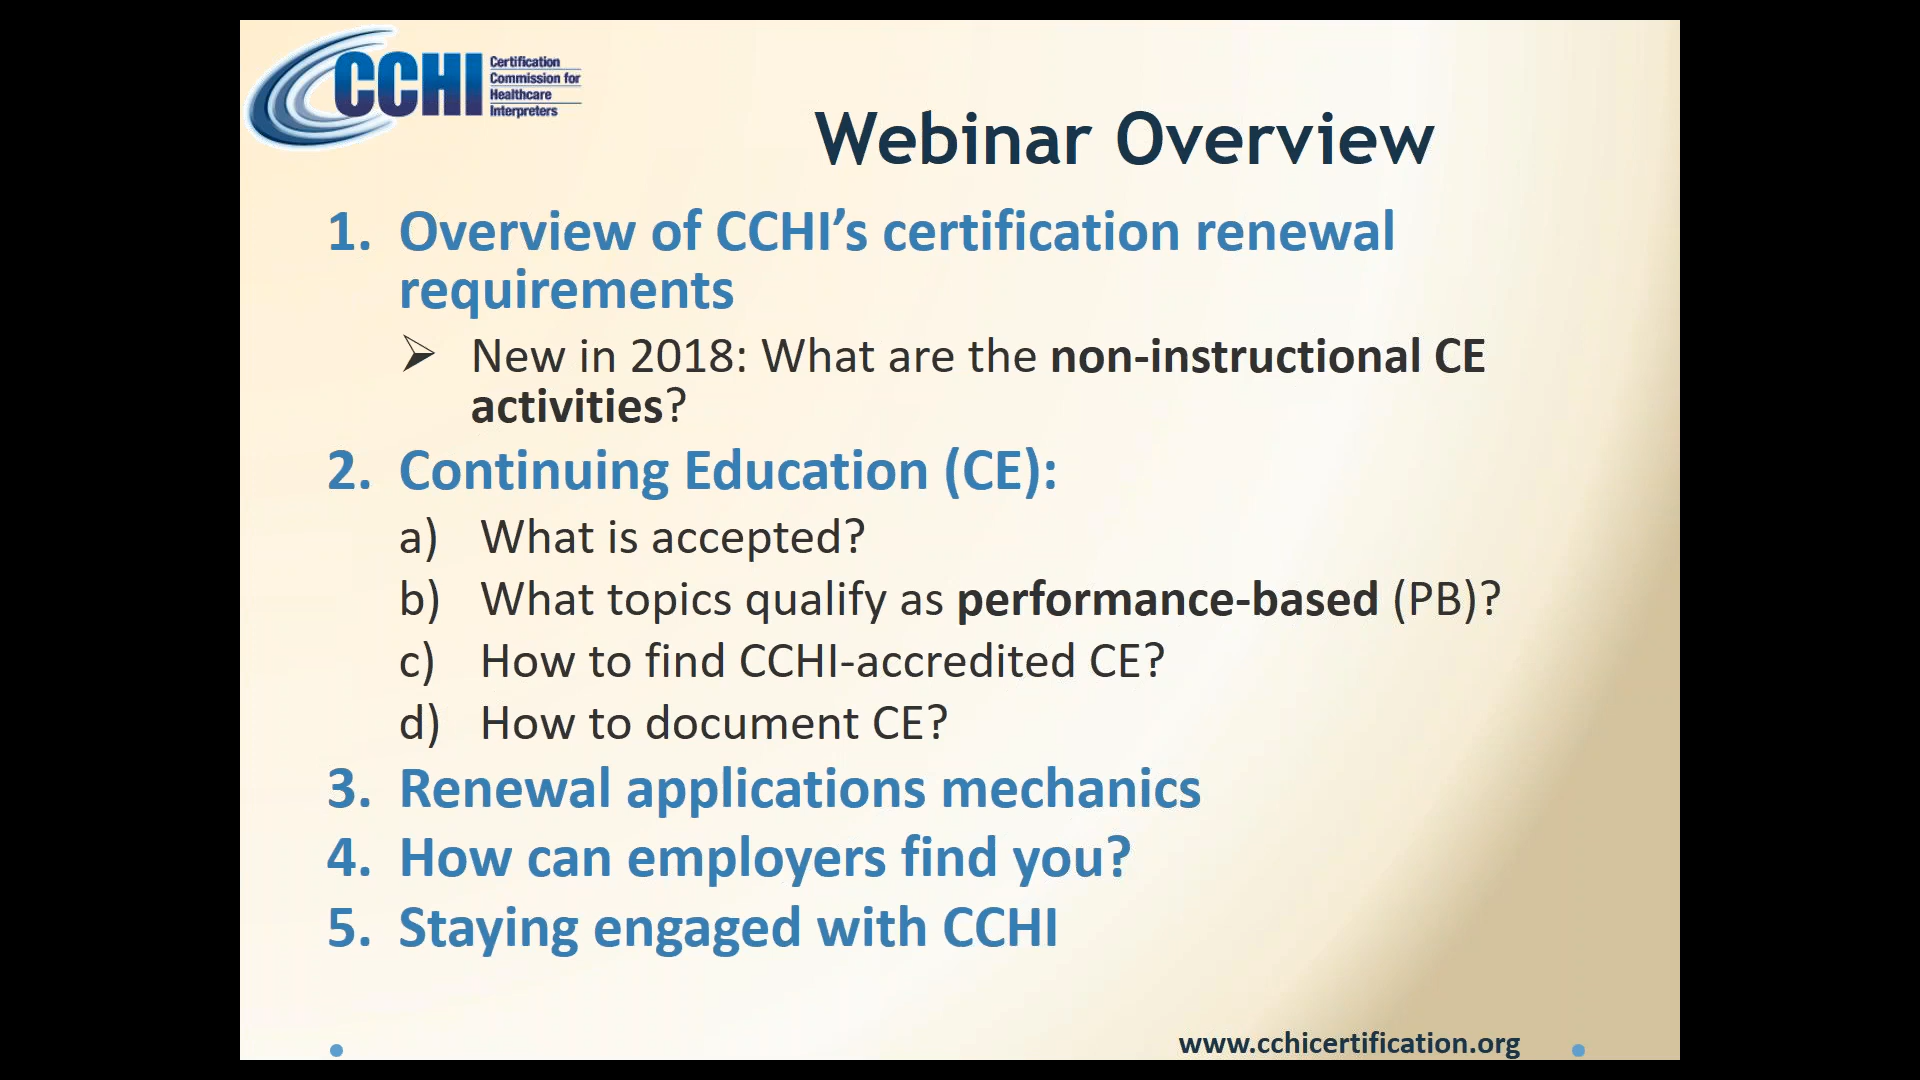 CCHI
Certification
Commission for
Healthcare
Interpreters
Webinar Overview
1. Overview of CCHI’s certification renewal
requirements
➢ New in 2018: What are the non-instructional CE
activities?
2. Continuing Education (CE):
a) What is accepted?
b) What topics qualify as performance-based (PB)?
c) How to find CCHI-accredited CE?
d) How to document CE?
3. Renewal applications mechanics
4. How can employers find you?
5. Staying engaged with CCHI
www.cchicertification.org